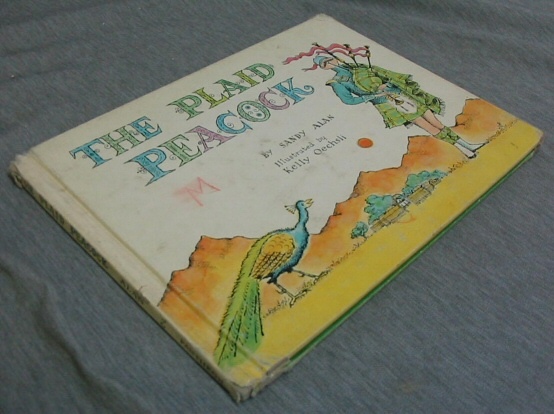 THE PLAID
PEACOCK
BY SANDY ALAN
Illustrated by
Kelly Oechsli
M